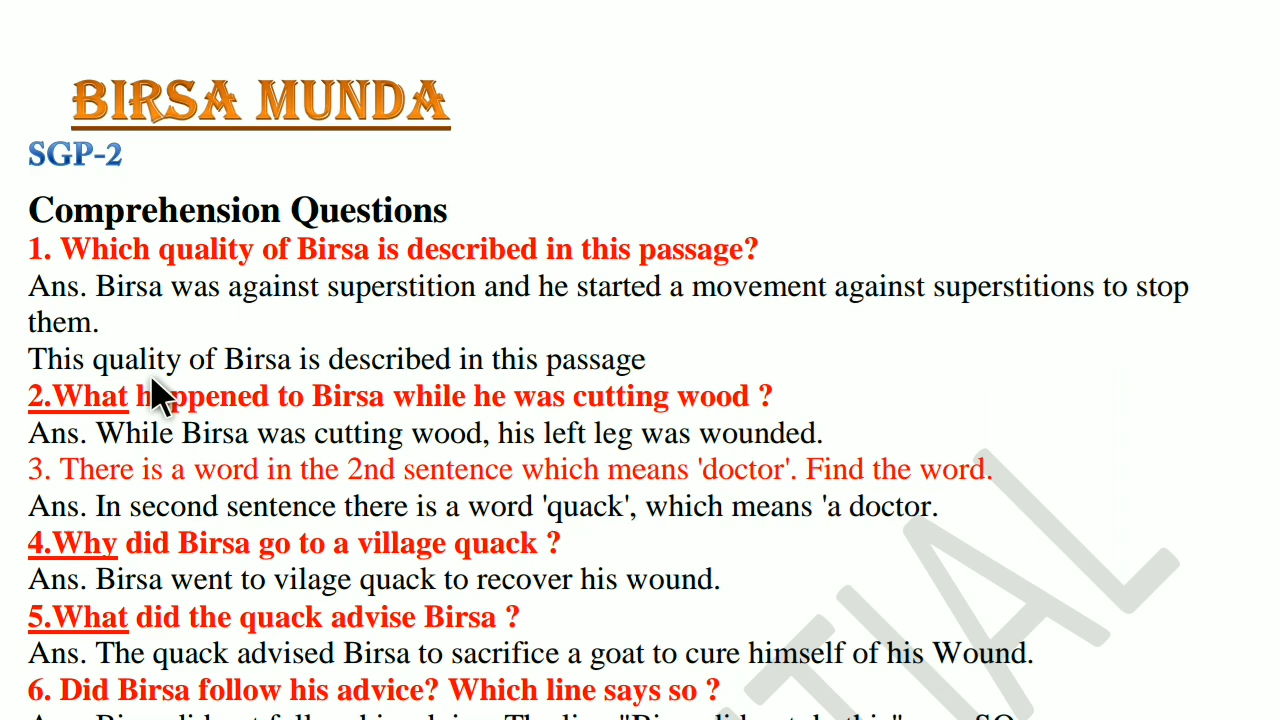 BIRSA MUNDA
SGP-2
Comprehension Questions
1. Which quality of Birsa is described in this passage?
Ans. Birsa was against superstition and he started a movement against superstitions to stop
them.
This quality of Birsa is described in this passage
2.What happened to Birsa while he was cutting wood ?
Ans. While Birsa was cutting wood, his left leg was wounded.
3. There is a word in the 2nd sentence which means 'doctor'. Find the word.
Ans. In second sentence there is a word 'quack', which means 'a doctor.
4.Why did Birsa go to a village quack ?
Ans. Birsa went to vilage quack to recover his wound.
5.What did the quack advise Birsa ?
Ans. The quack advised Birsa to sacrifice a goat to cure himself of his Wound.
6. Did Birsa follow his advice? Which line says so ?